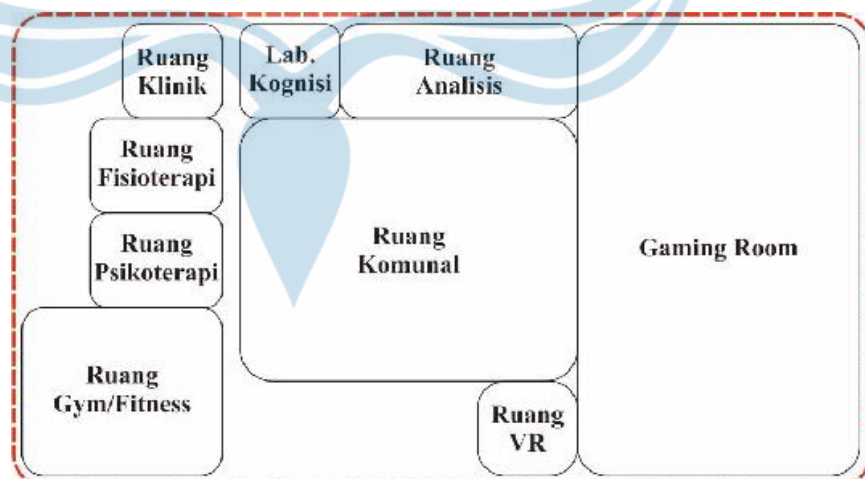 Ruang
Klinik
Lab.
Kognisi
Ruang
Analisis
Ruang
Fisioterapi
Ruang
Psikoterapi
Ruang
Komunal
Gaming Room
Ruang
Gym/Fitness
Ruang
VR